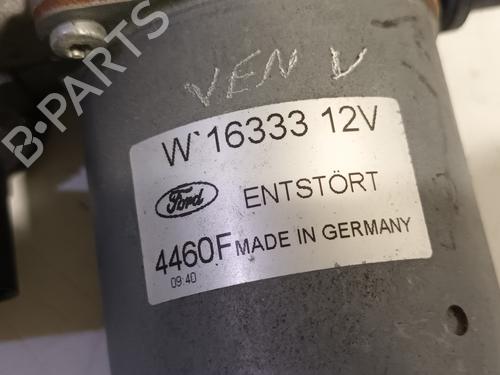 B-PARTS
VEN V
W`16333 12V
Ford ENTSTÖRT
4460F MADE IN GERMANY
09:40